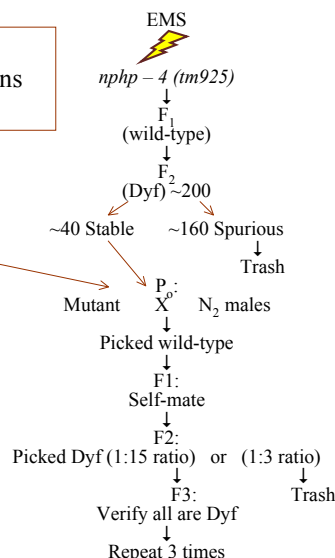 EMS
ns
nphp – 4 (tm925)
F1
(wild-type)
F2
(Dyf) ~200
~40 Stable ~160 Spurious
Trash
Po:
Mutant X N2 males
Picked wild-type
F1:
Self-mate
F2:
Picked Dyf (1:15 ratio) or (1:3 ratio)
F3: Trash
Verify all are Dyf
Repeat 3 times